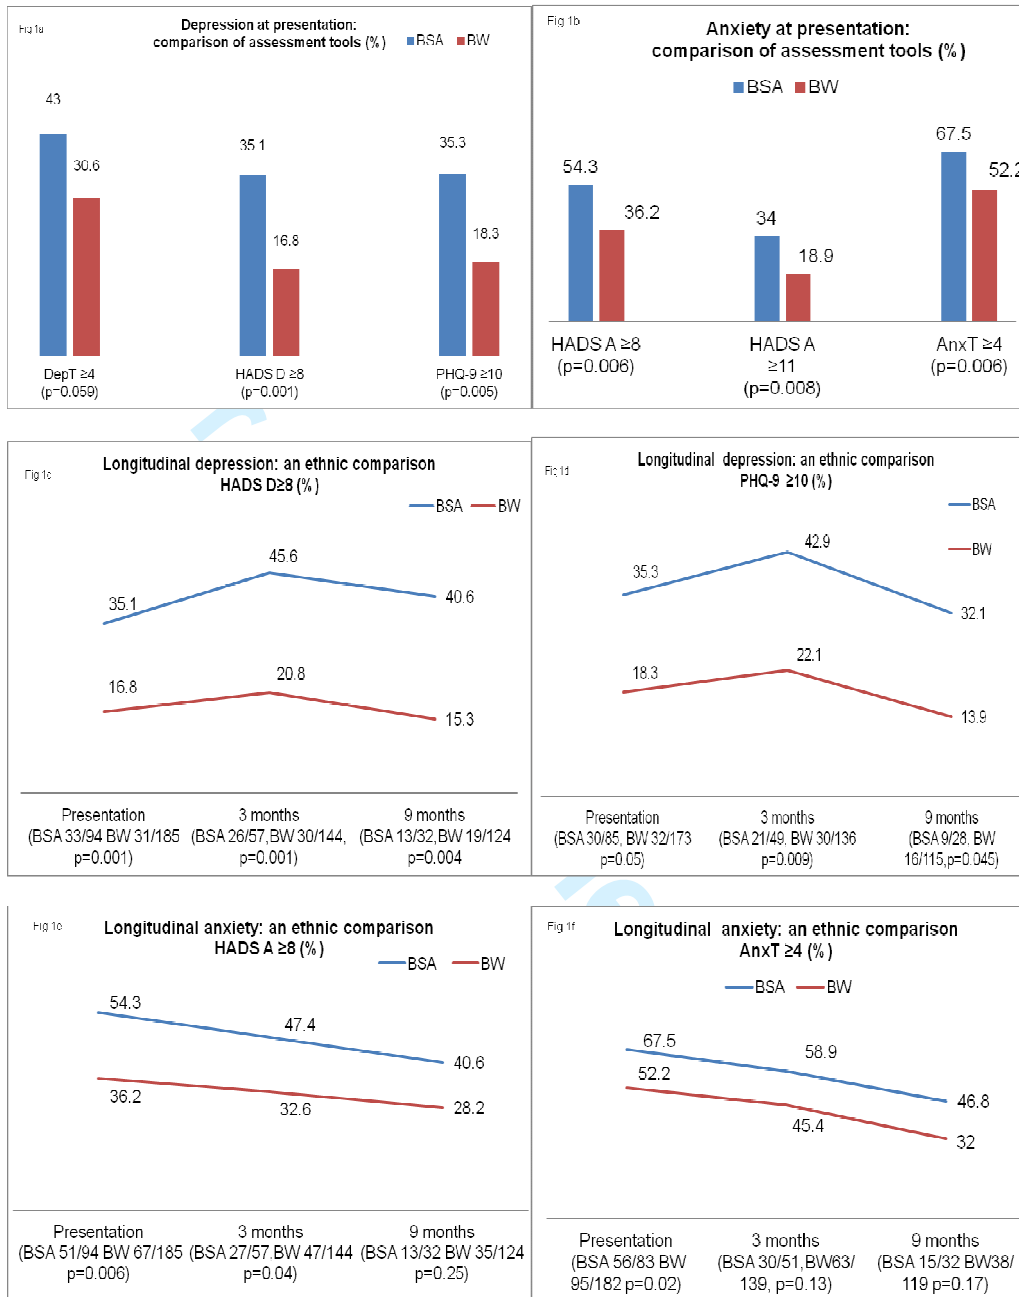 Fig 1a
Depression at presentation:
comparison of assessment tools (%)
BSA BW
43
30.6
35.1
16.8
35.3
18.3
DepT ≥4
(p=0.059)
HADS D ≥8
(p=0.001)
PHQ-9 ≥10
(p=0.005)
Fig 1b
Anxiety at presentation:
comparison of assessment tools (%)
BSA BW
54.3
36.2
34
18.9
67.5
52.2
HADS A ≥8
(p=0.006)
HADS A
≥11
(p=0.008)
AnxT ≥4
(p=0.006)
Fig 1c
Longitudinal depression: an ethnic comparison
HADS D≥8 (%)
BSA BW
35.1
45.6
40.6
16.8
20.8
15.3
Presentation
(BSA 33/94 BW 31/185
p=0.001)
3 months
(BSA 26/57,BW 30/144,
p=0.001)
9 months
(BSA 13/32,BW 19/124
p=0.004
Fig 1d
Longitudinal depression: an ethnic comparison
PHQ-9 ≥10 (%)
BSA
BW
35.3
42.9
32.1
18.3
22.1
13.9
Presentation
(BSA 30/85, BW 32/173
p=0.05)
3 months
(BSA 21/49, BW 30/136
p=0.009)
9 months
(BSA 9/28, BW
16/115,p=0.045)
Fig 1e
Longitudinal anxiety: an ethnic comparison
HADS A ≥8 (%)
BSA BW
54.3
47.4
40.6
36.2
32.6
28.2
Presentation
(BSA 51/94 BW 67/185
p=0.006)
3 months
(BSA 27/57,BW 47/144
p=0.04)
9 months
(BSA 13/32 BW 35/124
p=0.25)
Fig 1f
Longitudinal anxiety: an ethnic comparison
AnxT ≥4 (%)
BSA BW
67.5
58.9
46.8
52.2
45.4
32
Presentation
(BSA 56/83 BW
95/182 p=0.02)
3 months
(BSA 30/51,BW63/
139, p=0.13)
9 months
(BSA 15/32 BW38/
119 p=0.17)